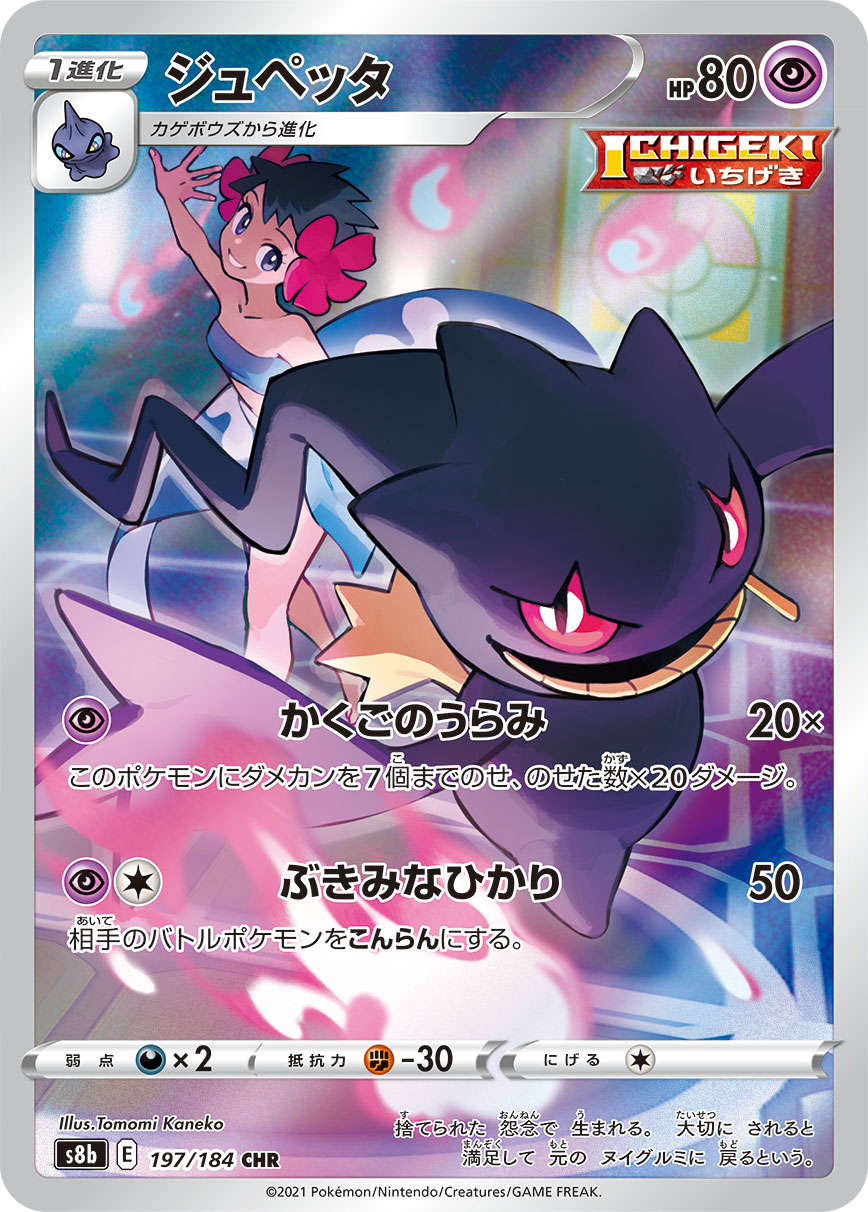 1進化
ジュペッタ
HP80
カゲボウズから進化
ICHIGEKI
いちげき
かくごのうらみ 20×
このポケモンにダメカンを7個までのせ、のせた数×20ダメージ。
ぶきみなひかり 50
相手のバトルポケモンをこんらんにする。
弱点 ×2 抵抗力 -30 にげる
Illus.Tomomi Kaneko
捨てられた 怨念で 生まれる。 大切に されると
満足して 元の ヌイグルミに 戻るという。
s8b E 197/184 CHR
©2021 Pokémon/Nintendo/Creatures/GAME FREAK.